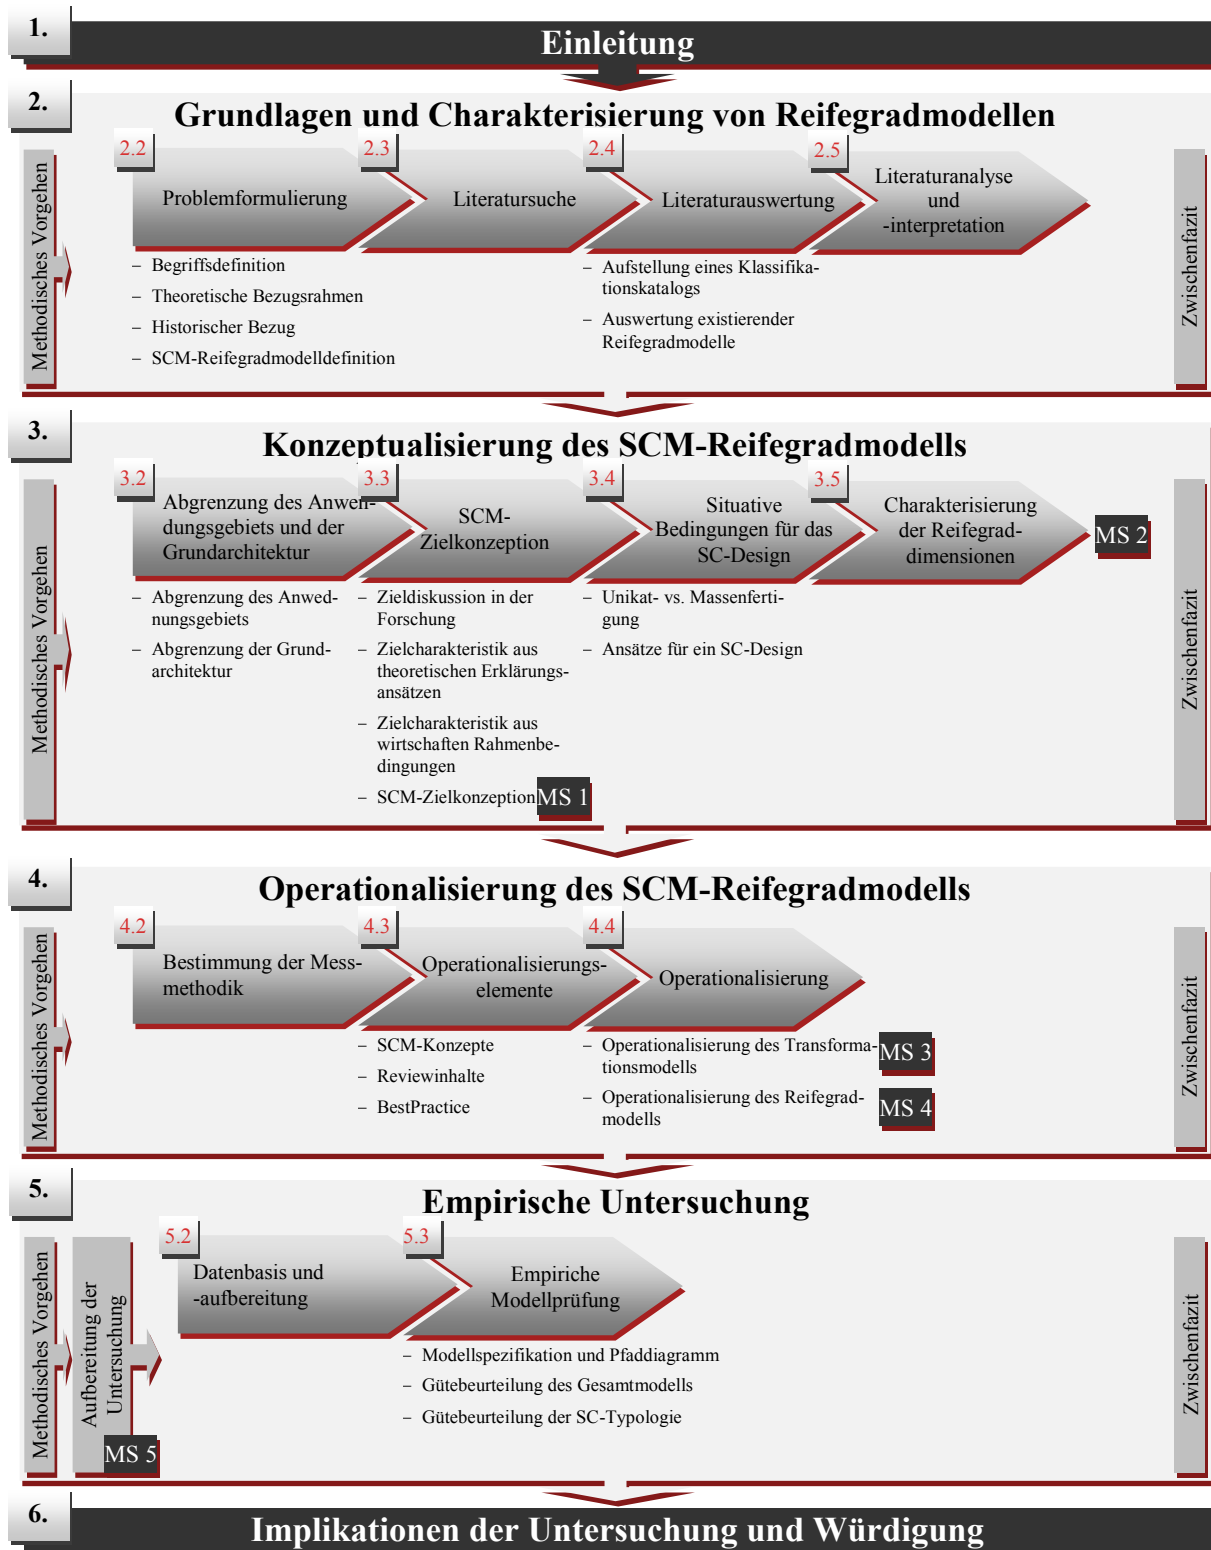 1.
Einleitung
2.
Grundlagen und Charakterisierung von Reifegradmodellen
Methodisches Vorgehen
2.2
Problemformulierung
– Begriffsdefinition
– Theoretische Bezugsrahmen
– Historischer Bezug
– SCM-Reifegradmodelldefinition
2.3
Literatursuche
2.4
Literaturauswertung
– Aufstellung eines Klassifika-
tionskatalogs
– Auswertung existierender
Reifegradmodelle
2.5
Literaturanalyse
und
-interpretation
Zwischenfazit
3.
Konzeptualisierung des SCM-Reifegradmodells
Methodisches Vorgehen
3.2
Abgrenzung des Anwen-
dungsgebiets und der
Grundarchitektur
– Abgrenzung des Anwed-
nungsgebiets
– Abgrenzung der Grund-
architektur
3.3
SCM-
Zielkonzeption
– Zieldiskussion in der
Forschung
– Zielcharakteristik aus
theoretischen Erklärungs-
ansätzen
– Zielcharakteristik aus
wirtschaften Rahmenbe-
dingungen
– SCM-Zielkonzeption
MS 1
3.4
Situative
Bedingungen für das
SC-Design
– Unikat- vs. Massenferti-
gung
– Ansätze für ein SC-Design
3.5
Charakterisierung
der Reifegrad-
dimensionen
MS 2
Zwischenfazit
4.
Operationalisierung des SCM-Reifegradmodells
Methodisches Vorgehen
4.2
Bestimmung der Mess-
methodik
4.3
Operationalisierungs-
elemente
– SCM-Konzepte
– Reviewinhalte
– BestPractice
4.4
Operationalisierung
– Operationalisierung des Transforma-
tionsmodells
MS 3
– Operationalisierung des Reifegrad-
modells
MS 4
Zwischenfazit
5.
Empirische Untersuchung
Methodisches Vorgehen
Aufbereitung der
Untersuchung
MS 5
5.2
Datenbasis und
-aufbereitung
5.3
Empiriche
Modellprüfung
– Modellspezifikation und Pfaddiagramm
– Gütebeurteilung des Gesamtmodells
– Gütebeurteilung der SC-Typologie
Zwischenfazit
6.
Implikationen der Untersuchung und Würdigung